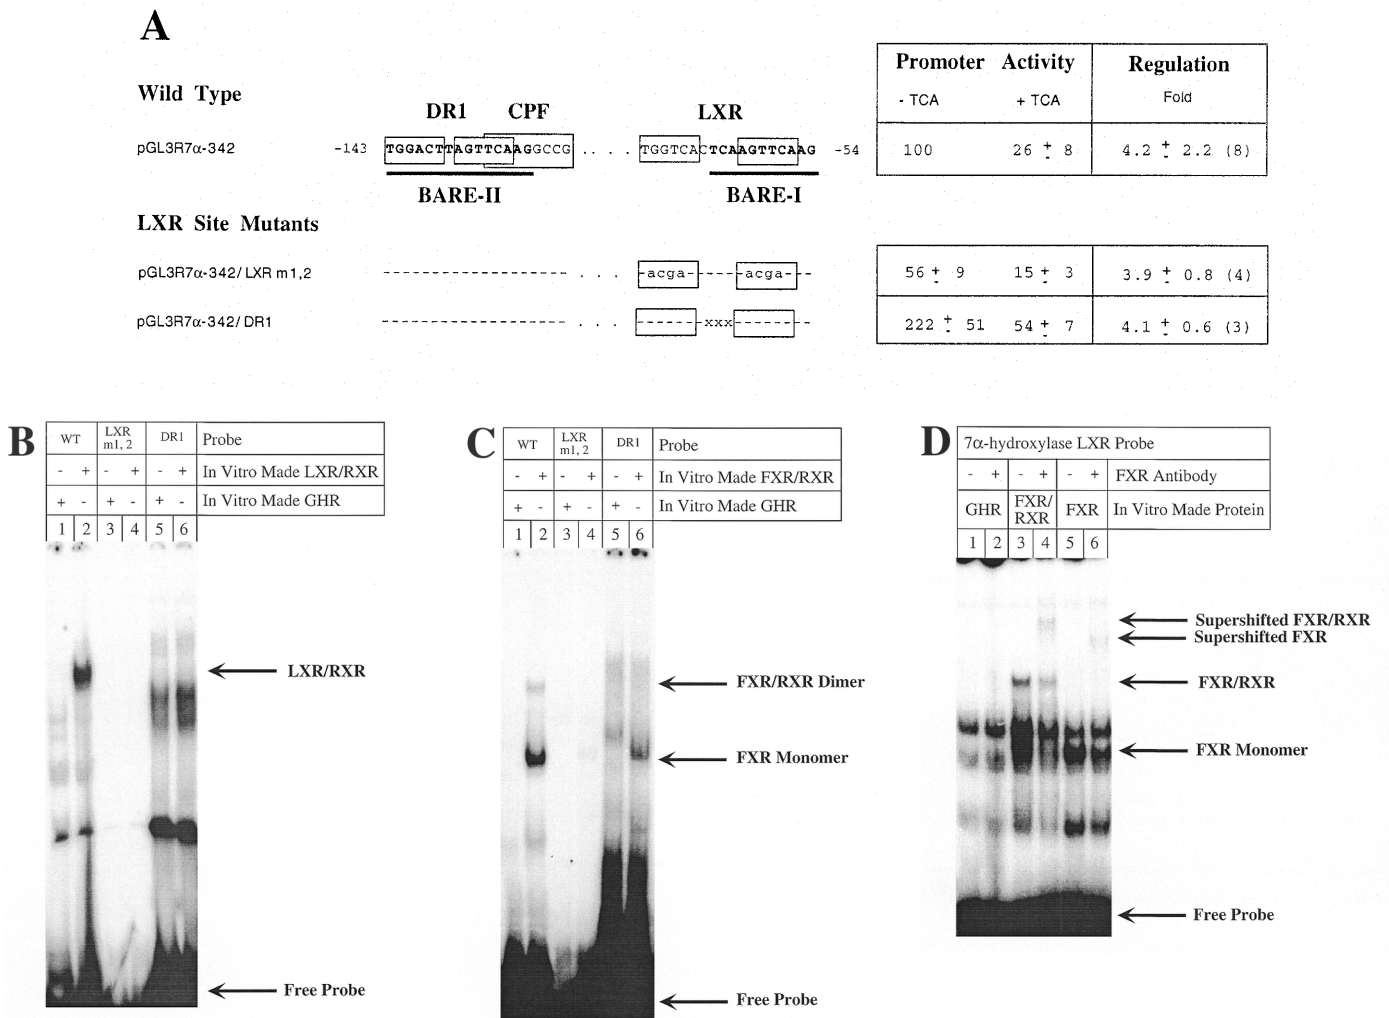 A
Promoter Activity Regulation
- TCA + TCA Fold
Wild Type
DR1 CPF LXR
pGL3R7α-342 -143 TGGACTTAGTTCAAGGCCG . . . . TGGTCACTCAAGTTCAAG -54 100 26 ± 8 4.2 ± 2.2 (8)
BARE-II BARE-I
LXR Site Mutants
pGL3R7α-342/ LXR m1,2 ------------------- . . . -acga-----acga--- 56 ± 9 15 ± 3 3.9 ± 0.8 (4)
pGL3R7α-342/ DR1 ------------------- . . . -------xxx-------- 222 ± 51 54 ± 7 4.1 ± 0.6 (3)
B
WT LXR m1, 2 DR1 Probe
- + - + - + In Vitro Made LXR/RXR
+ - + - + - In Vitro Made GHR
1 2 3 4 5 6
LXR/RXR
Free Probe
C
WT LXR m1, 2 DR1 Probe
- + - + - + In Vitro Made FXR/RXR
+ - + - + - In Vitro Made GHR
1 2 3 4 5 6
FXR/RXR Dimer
FXR Monomer
Free Probe
D
7α-hydroxylase LXR Probe
- + - + - + FXR Antibody
GHR FXR/RXR FXR In Vitro Made Protein
1 2 3 4 5 6
Supershifted FXR/RXR
Supershifted FXR
FXR/RXR
FXR Monomer
Free Probe